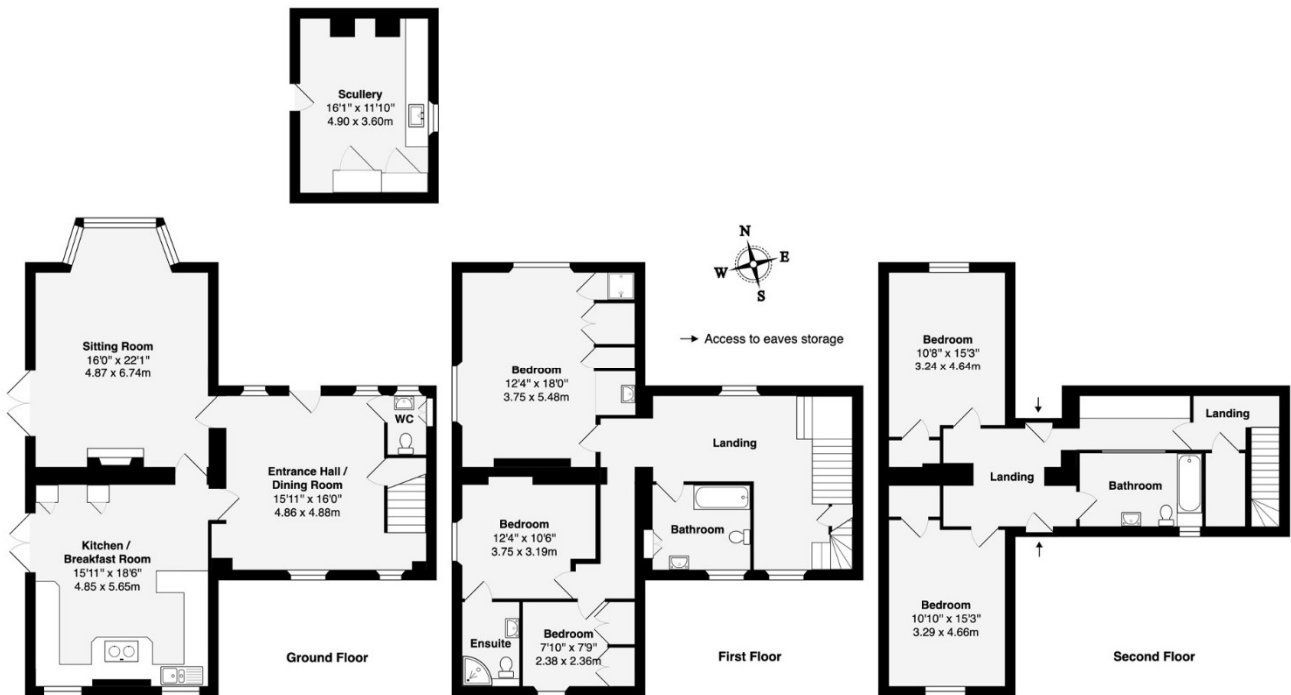 Scullery
16'1" x 11'10"
4.90 x 3.60m
Sitting Room
16'0" x 22'1"
4.87 x 6.74m
WC
Entrance Hall /
Dining Room
15'11" x 16'0"
4.86 x 4.88m
Kitchen /
Breakfast Room
15'11" x 18'6"
4.85 x 5.65m
Ground Floor
N
W
E
S
→ Access to eaves storage
Bedroom
12'4" x 18'0"
3.75 x 5.48m
Landing
Bedroom
12'4" x 10'6"
3.75 x 3.19m
Bathroom
Ensuite
Bedroom
7'10" x 7'9"
2.38 x 2.36m
First Floor
Bedroom
10'8" x 15'3"
3.24 x 4.64m
Landing
Landing
Bathroom
Bedroom
10'10" x 15'3"
3.29 x 4.66m
Second Floor